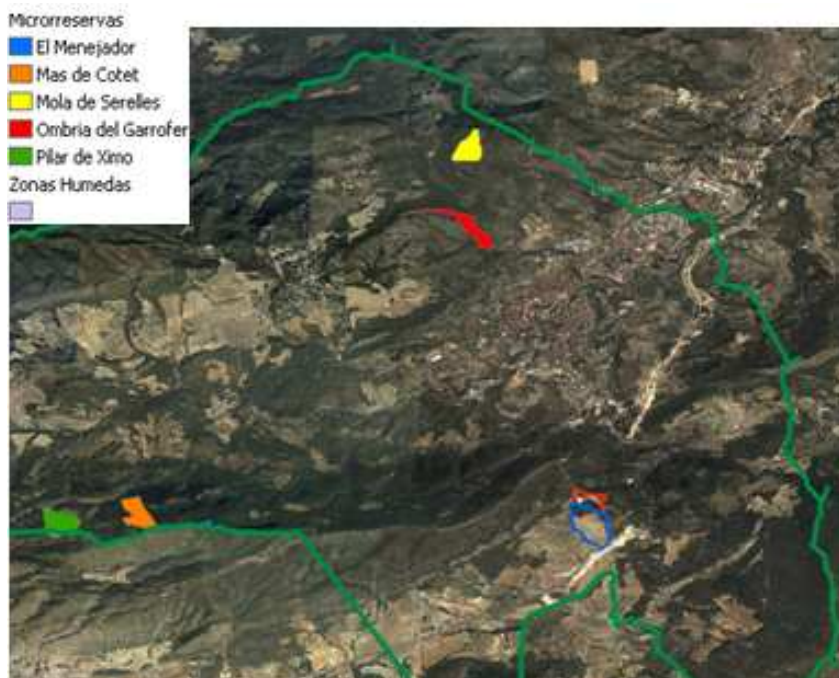 Microrreservas
El Menejador
Mas de Cotet
Mola de Serelles
Ombria del Garrofer
Pilar de Ximo
Zonas Humedas